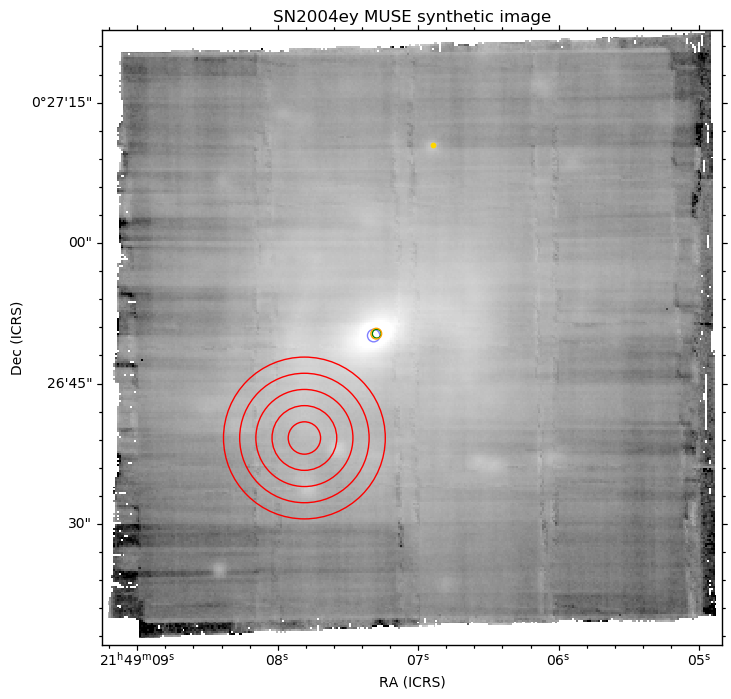 SN2004ey MUSE synthetic image
0°27'15"
00"
26'45"
30"
Dec (ICRS)
21ʰ49ᵐ09ˢ
08ˢ
07ˢ
06ˢ
05ˢ
RA (ICRS)